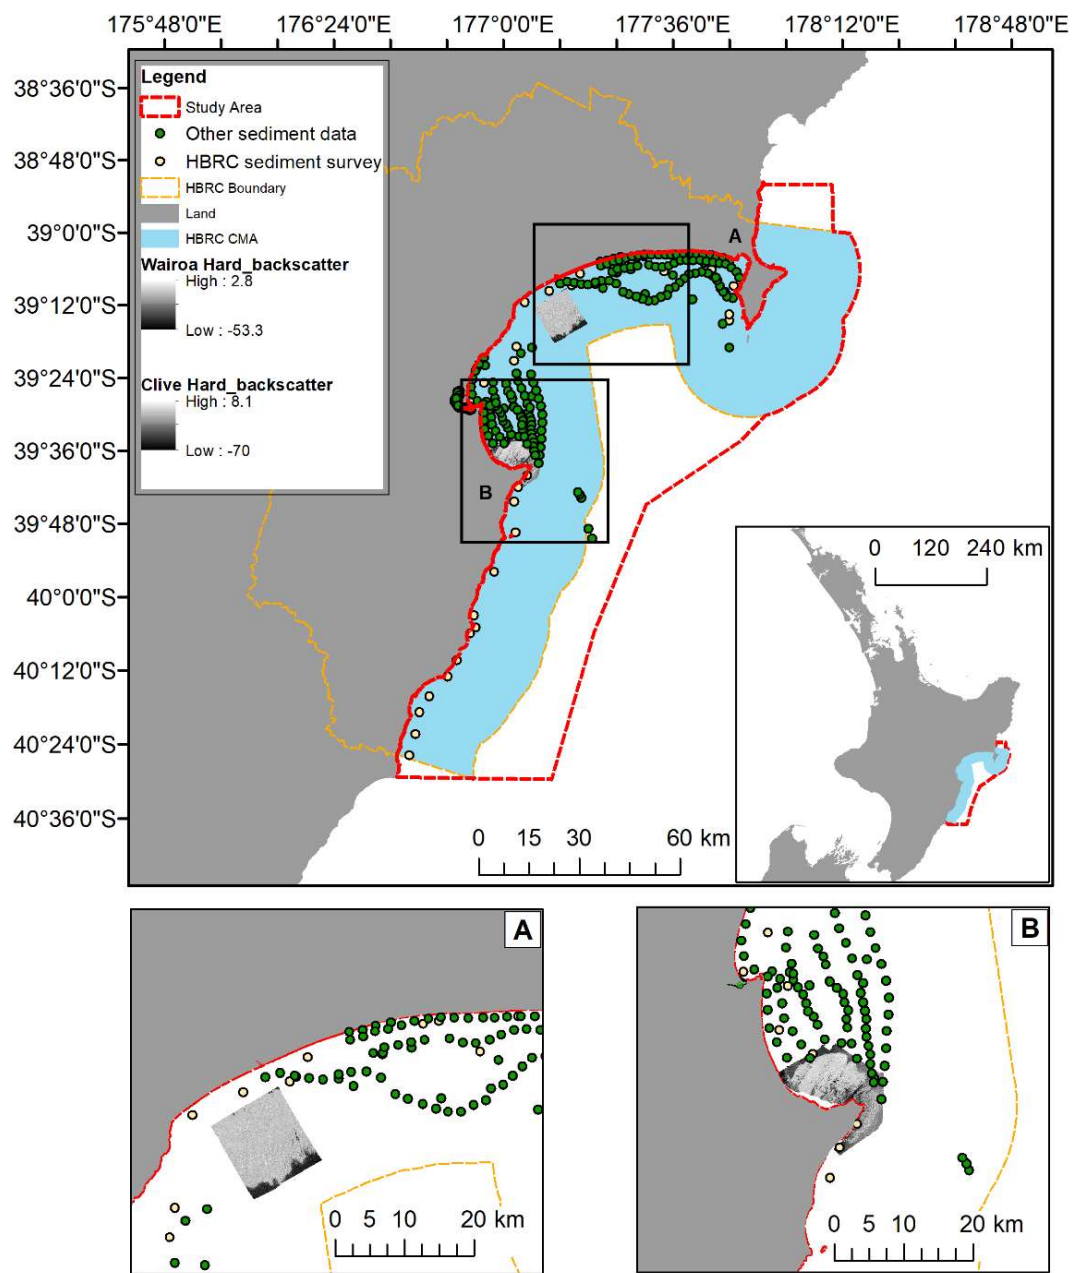 175°48'0"E 176°24'0"E 177°0'0"E 177°36'0"E 178°12'0"E 178°48'0"E
38°36'0"S
38°48'0"S
39°0'0"S
39°12'0"S
39°24'0"S
39°36'0"S
39°48'0"S
40°0'0"S
40°12'0"S
40°24'0"S
40°36'0"S
Legend
Study Area
Other sediment data
HBRC sediment survey
HBRC Boundary
Land
HBRC CMA
Wairoa Hard_backscatter
High : 2.8
Low : -53.3
Clive Hard_backscatter
High : 8.1
Low : -70
A
B
0 120 240 km
0 15 30 60 km
A
0 5 10 20 km
B
0 5 10 20 km